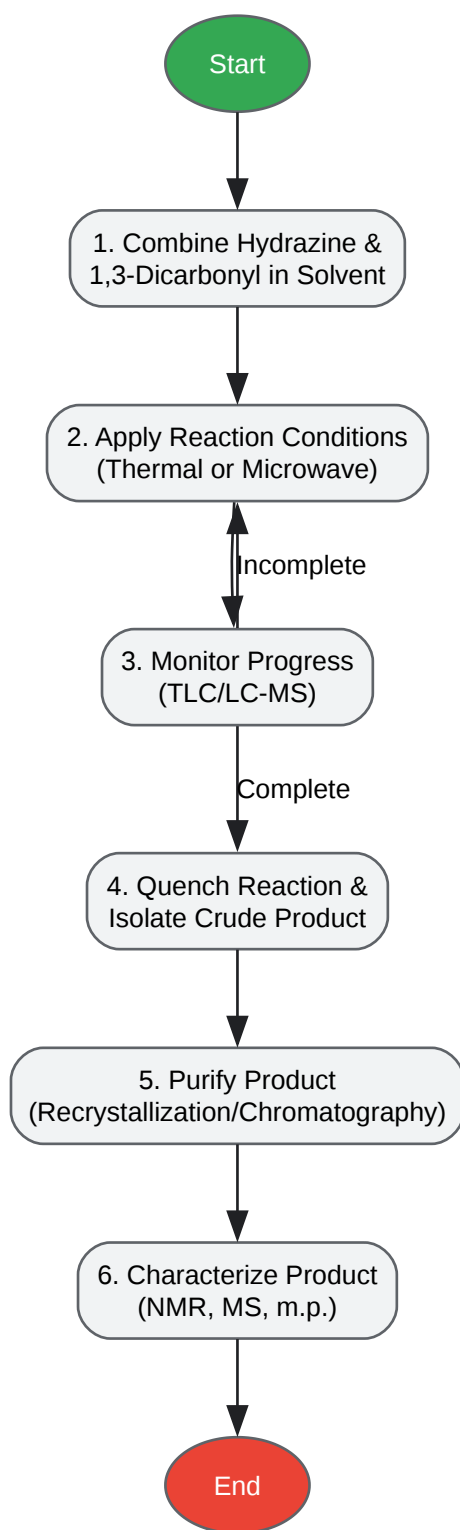 Start
1. Combine Hydrazine &
1,3-Dicarbonyl in Solvent
2. Apply Reaction Conditions
(Thermal or Microwave)
Incomplete
3. Monitor Progress
(TLC/LC-MS)
Complete
4. Quench Reaction &
Isolate Crude Product
5. Purify Product
(Recrystallization/Chromatography)
6. Characterize Product
(NMR, MS, m.p.)
End